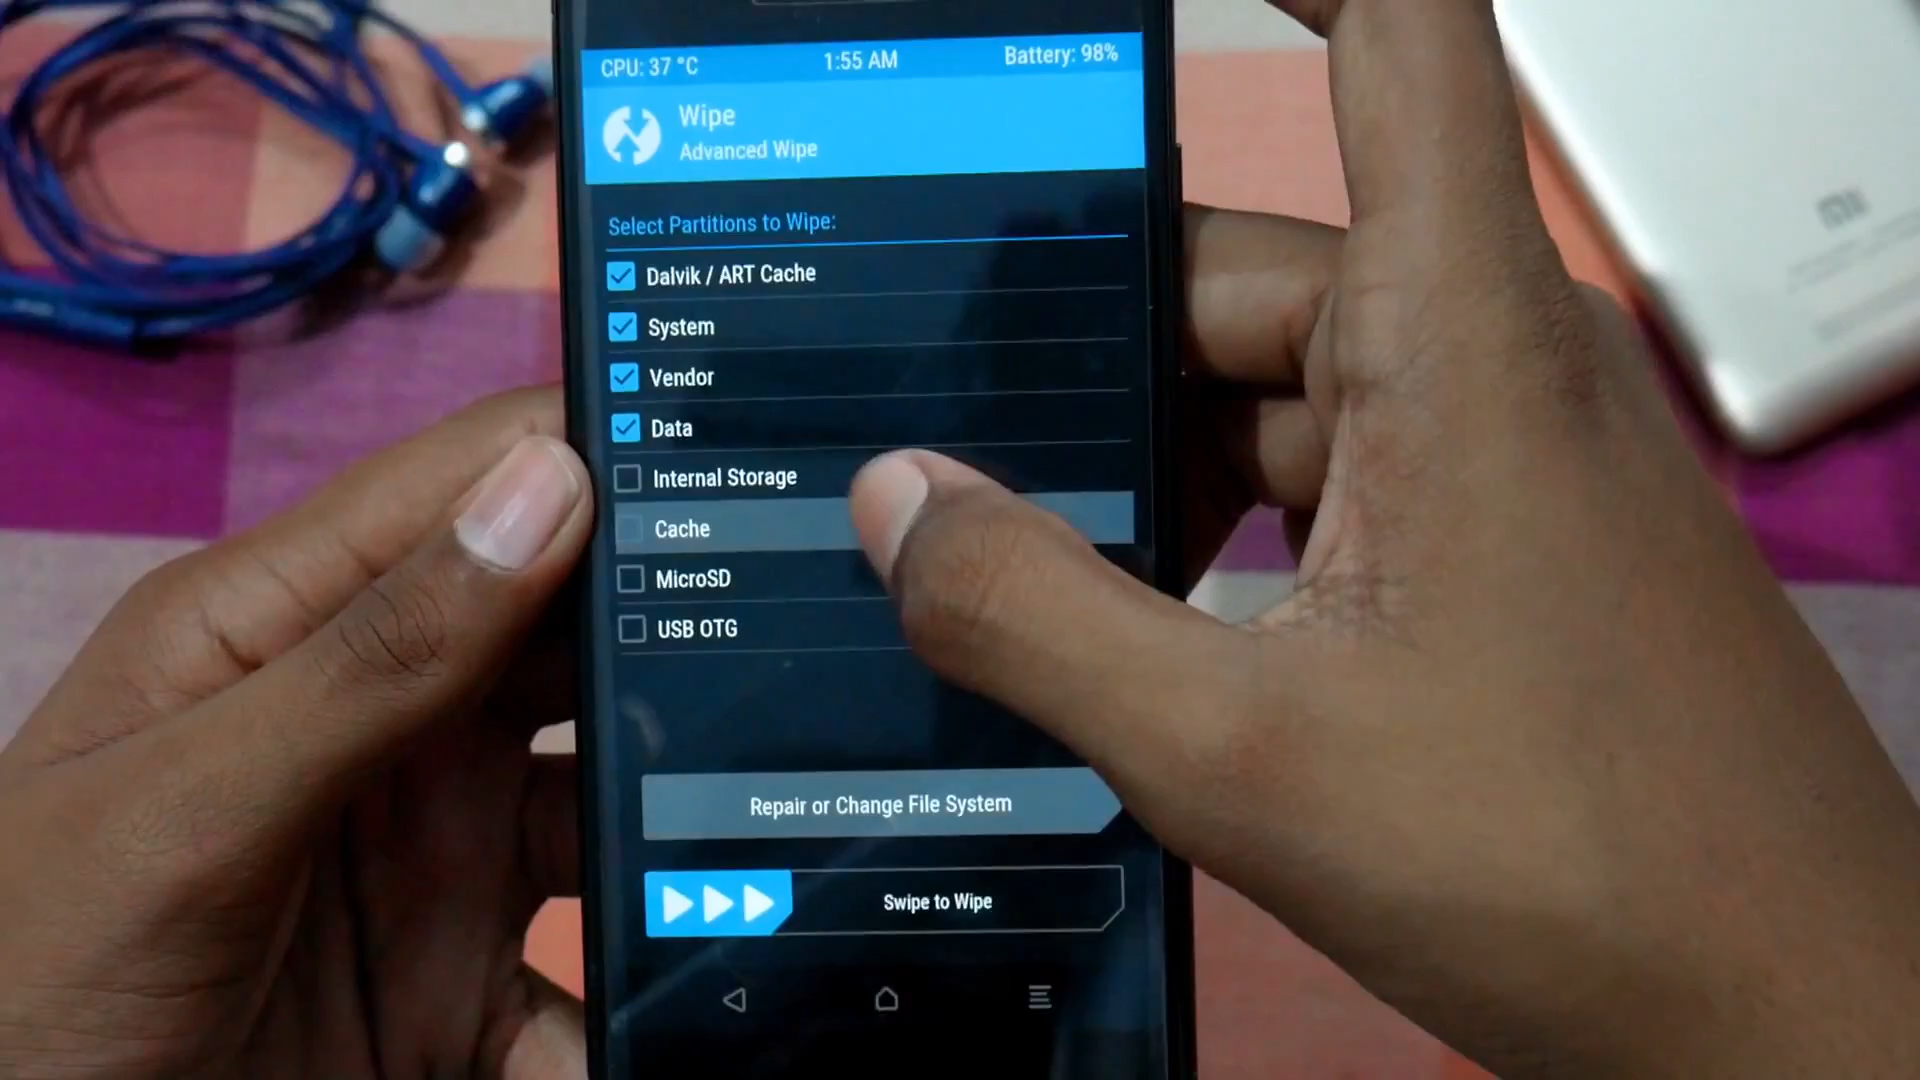 CPU: 37 °C 1:55 AM Battery: 98%
Wipe
Advanced Wipe
Select Partitions to Wipe:
Dalvik / ART Cache
System
Vendor
Data
Internal Storage
Cache
MicroSD
USB OTG
Repair or Change File System
Swipe to Wipe
MI